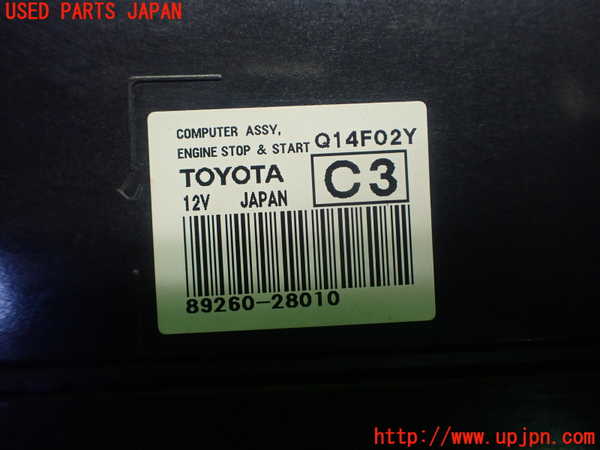 USED PARTS JAPAN
COMPUTER ASSY,
ENGINE STOP & START Q14F02Y
TOYOTA C3
12V JAPAN
89260-28010
http://www.upjpn.com/